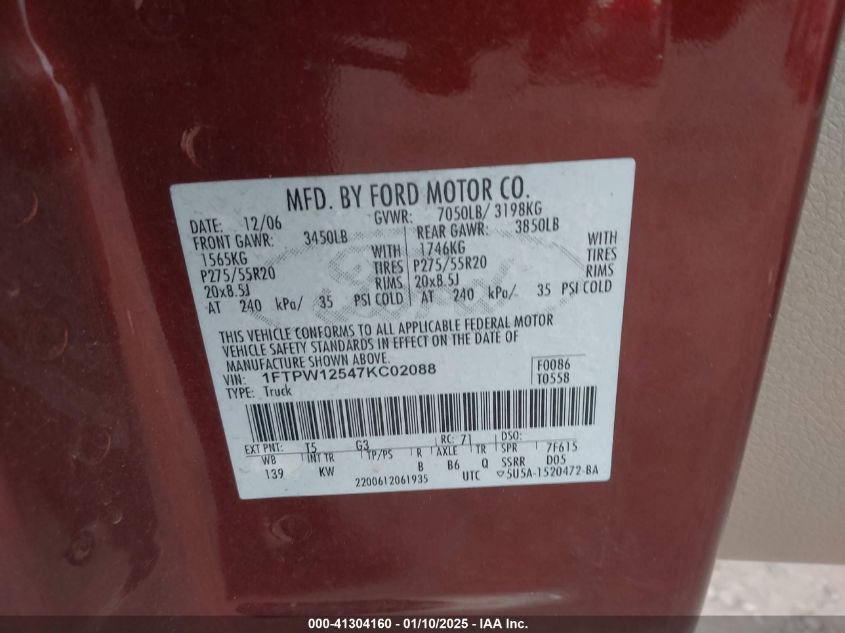 MFD. BY FORD MOTOR CO.
DATE: 12/06 GVWR: 7050LB/ 3198KG
FRONT GAWR: 3450LB REAR GAWR: 3850LB
1565KG WITH 1746KG WITH
P275/55R20 TIRES P275/55R20 TIRES
20x8.5J RIMS 20x8.5J RIMS
AT 240 kPa/ 35 PSI COLD AT 240 kPa/ 35 PSI COLD
THIS VEHICLE CONFORMS TO ALL APPLICABLE FEDERAL MOTOR
VEHICLE SAFETY STANDARDS IN EFFECT ON THE DATE OF
MANUFACTURE SHOWN ABOVE.
VIN: 1FTPW12547KC02088 F0086
TYPE: Truck T0558
EXT PNT: T5 G3 RC: 71 DSO:
WB INT TR TP/PS R AXLE TR SPR 7F615
139 KW B B6 Q SSRR D05
2200612061935 UTC 5U5A-1520472-BA
000-41304160 - 01/10/2025 - IAA Inc.